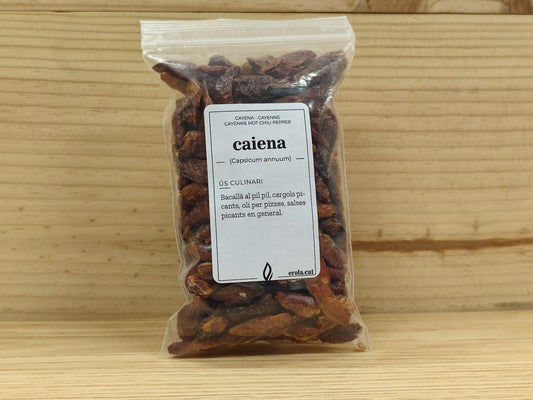 CAYENA - CAYENNE
CAYENNE HOT CHILI PEPPER
caiena
(Capsicum annuum)
ÚS CULINARI
Bacallà al pil pil, cargols pi-
cants, oli per pizzes, salses
picants en general.
erola.cat